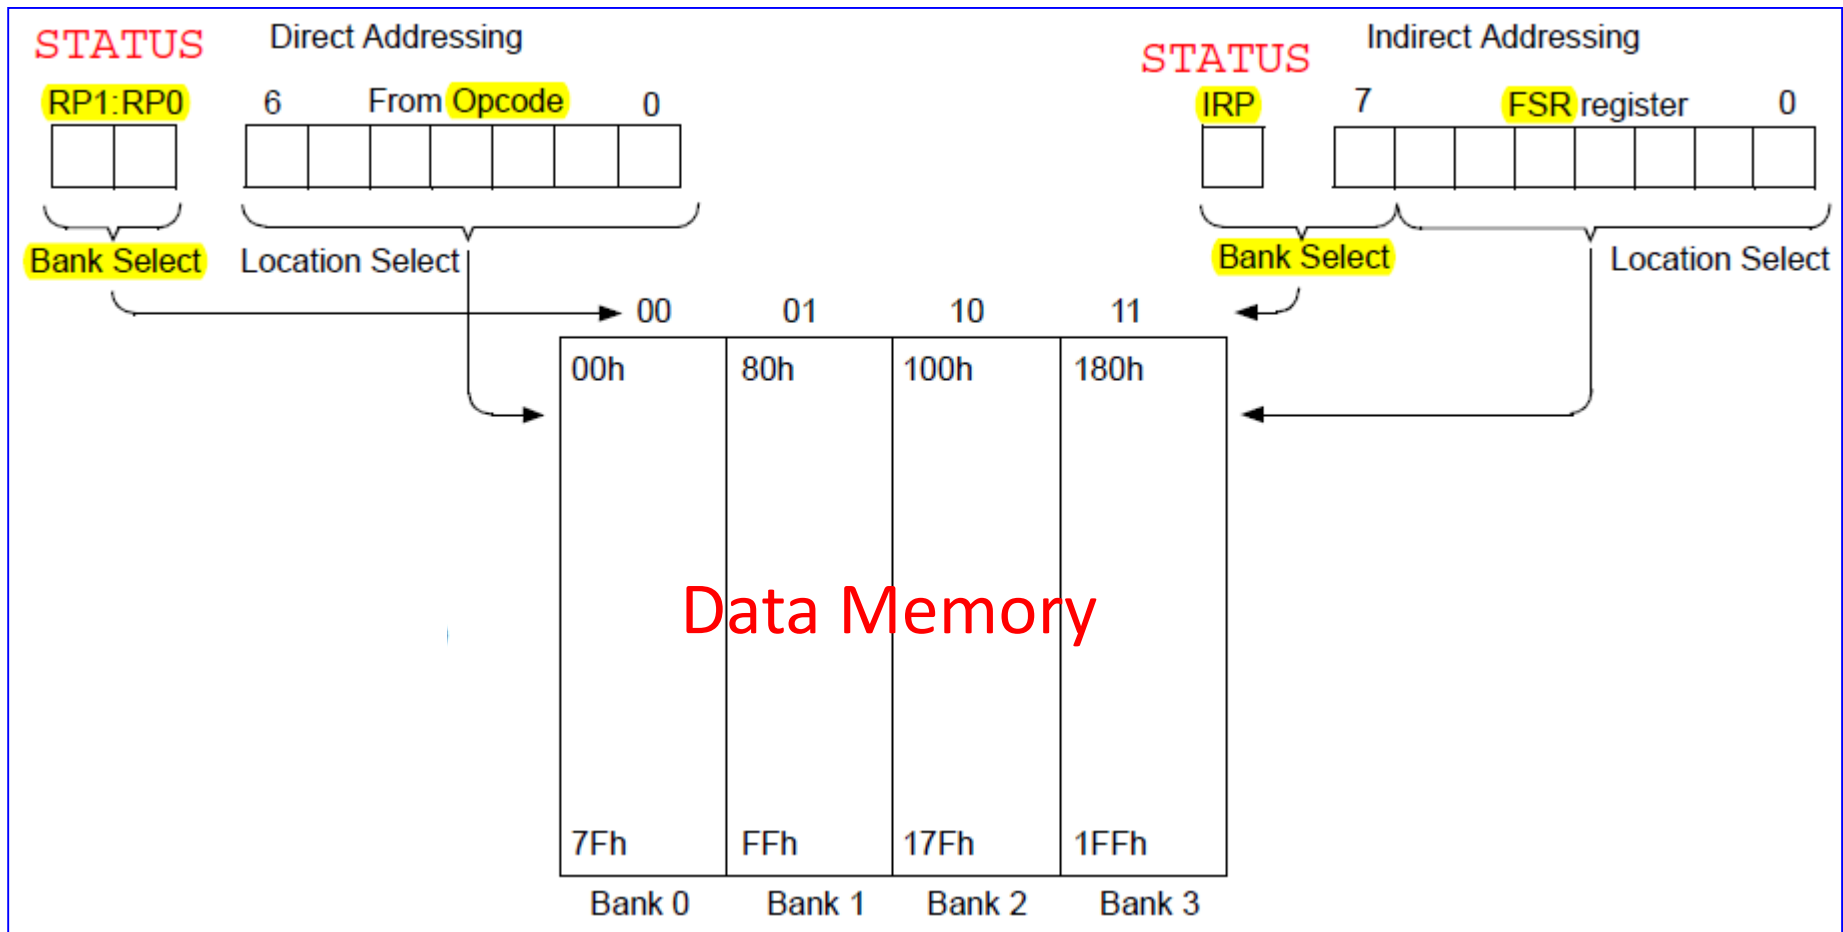 STATUS Direct Addressing
STATUS Indirect Addressing
RP1:RP0 6 From Opcode 0
IRP 7 FSR register 0
Bank Select Location Select
Bank Select Location Select
00 01 10 11
00h 80h 100h 180h
Data Memory
7Fh FFh 17Fh 1FFh
Bank 0 Bank 1 Bank 2 Bank 3